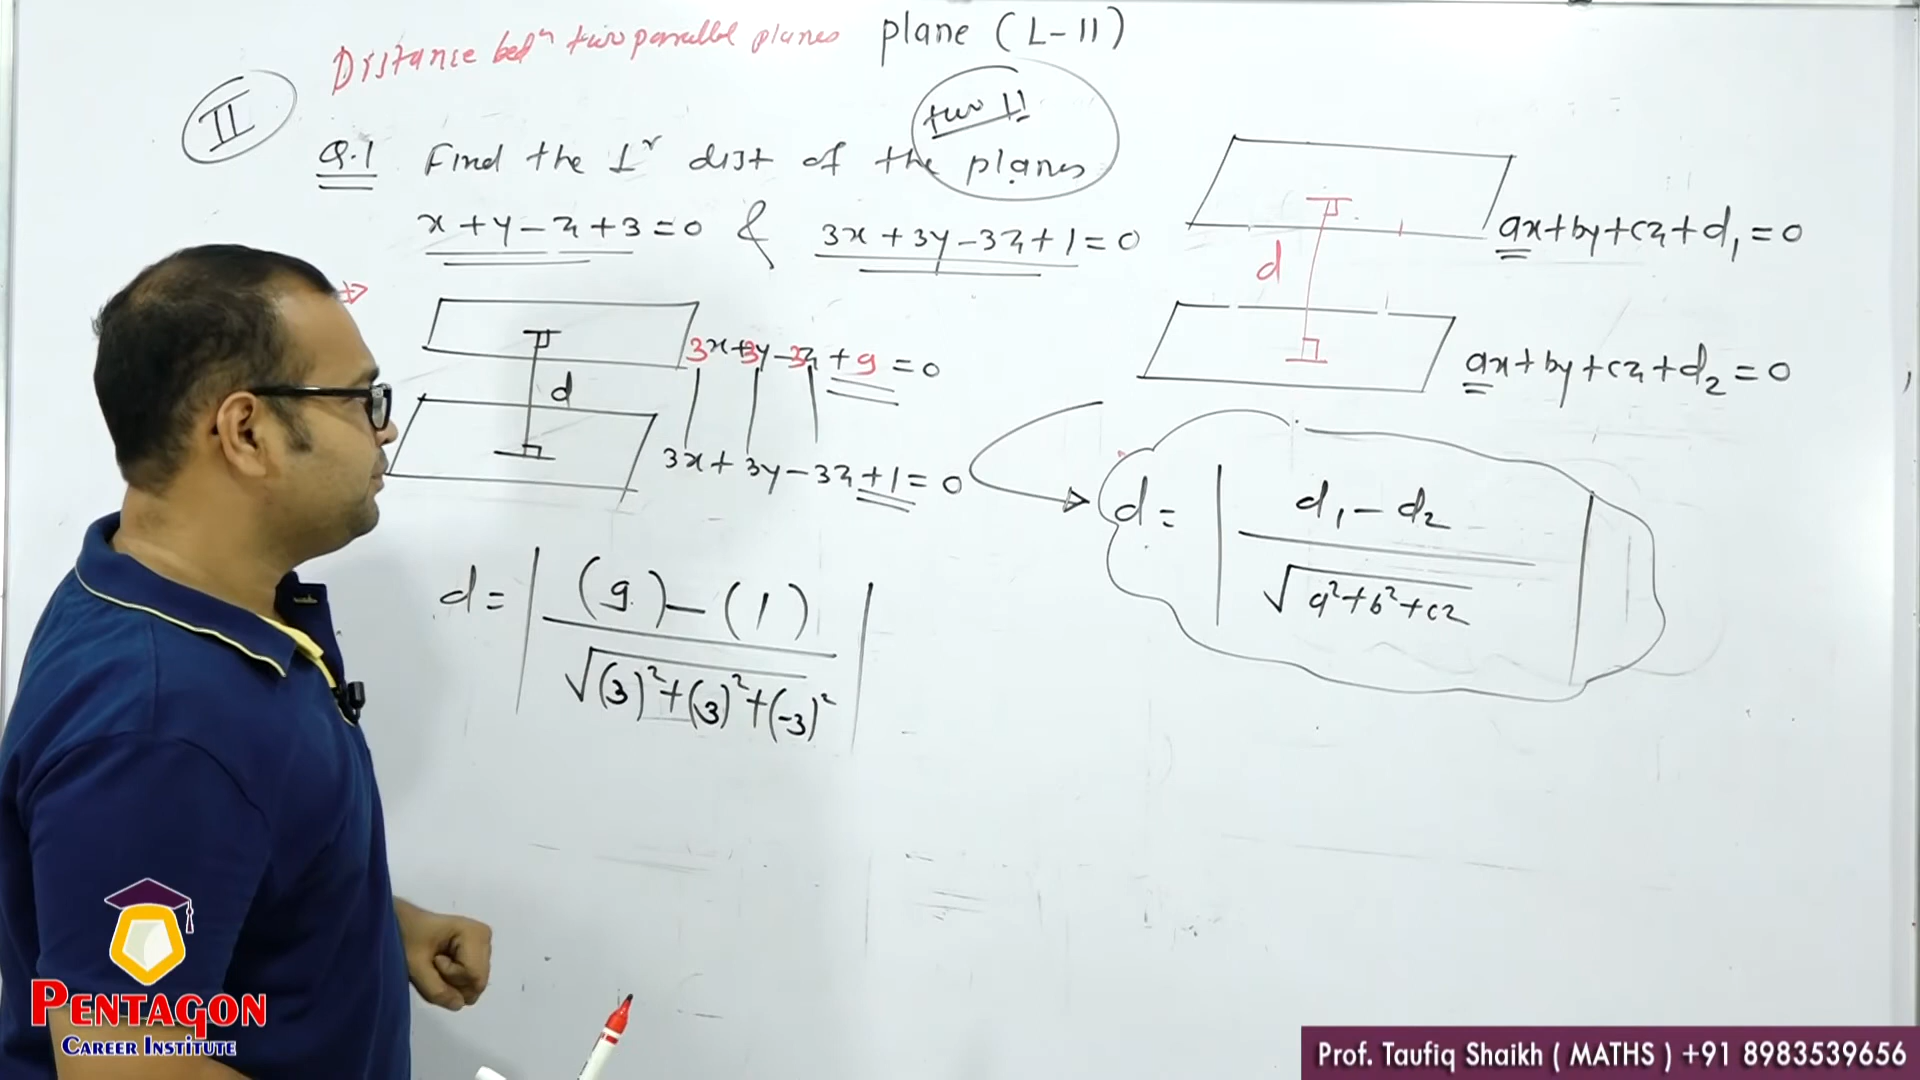 Distance betn two parallel planes
plane (L-11)
II
two ||
Q.1 Find the ⊥r dist of the planes
x+y-z+3=0 & 3x+3y-3z+1=0
ax+by+cz+d₁=0
d
ax+by+cz+d₂=0
3x+3y-3z+9=0
d
3x+3y-3z+1=0
d = | (9)-(1) / √(3)²+(3)²+(-3)² |
d = | d₁-d₂ / √a²+b²+c2 |
PENTAGON
CAREER INSTITUTE
Prof. Taufiq Shaikh ( MATHS ) +91 8983539656